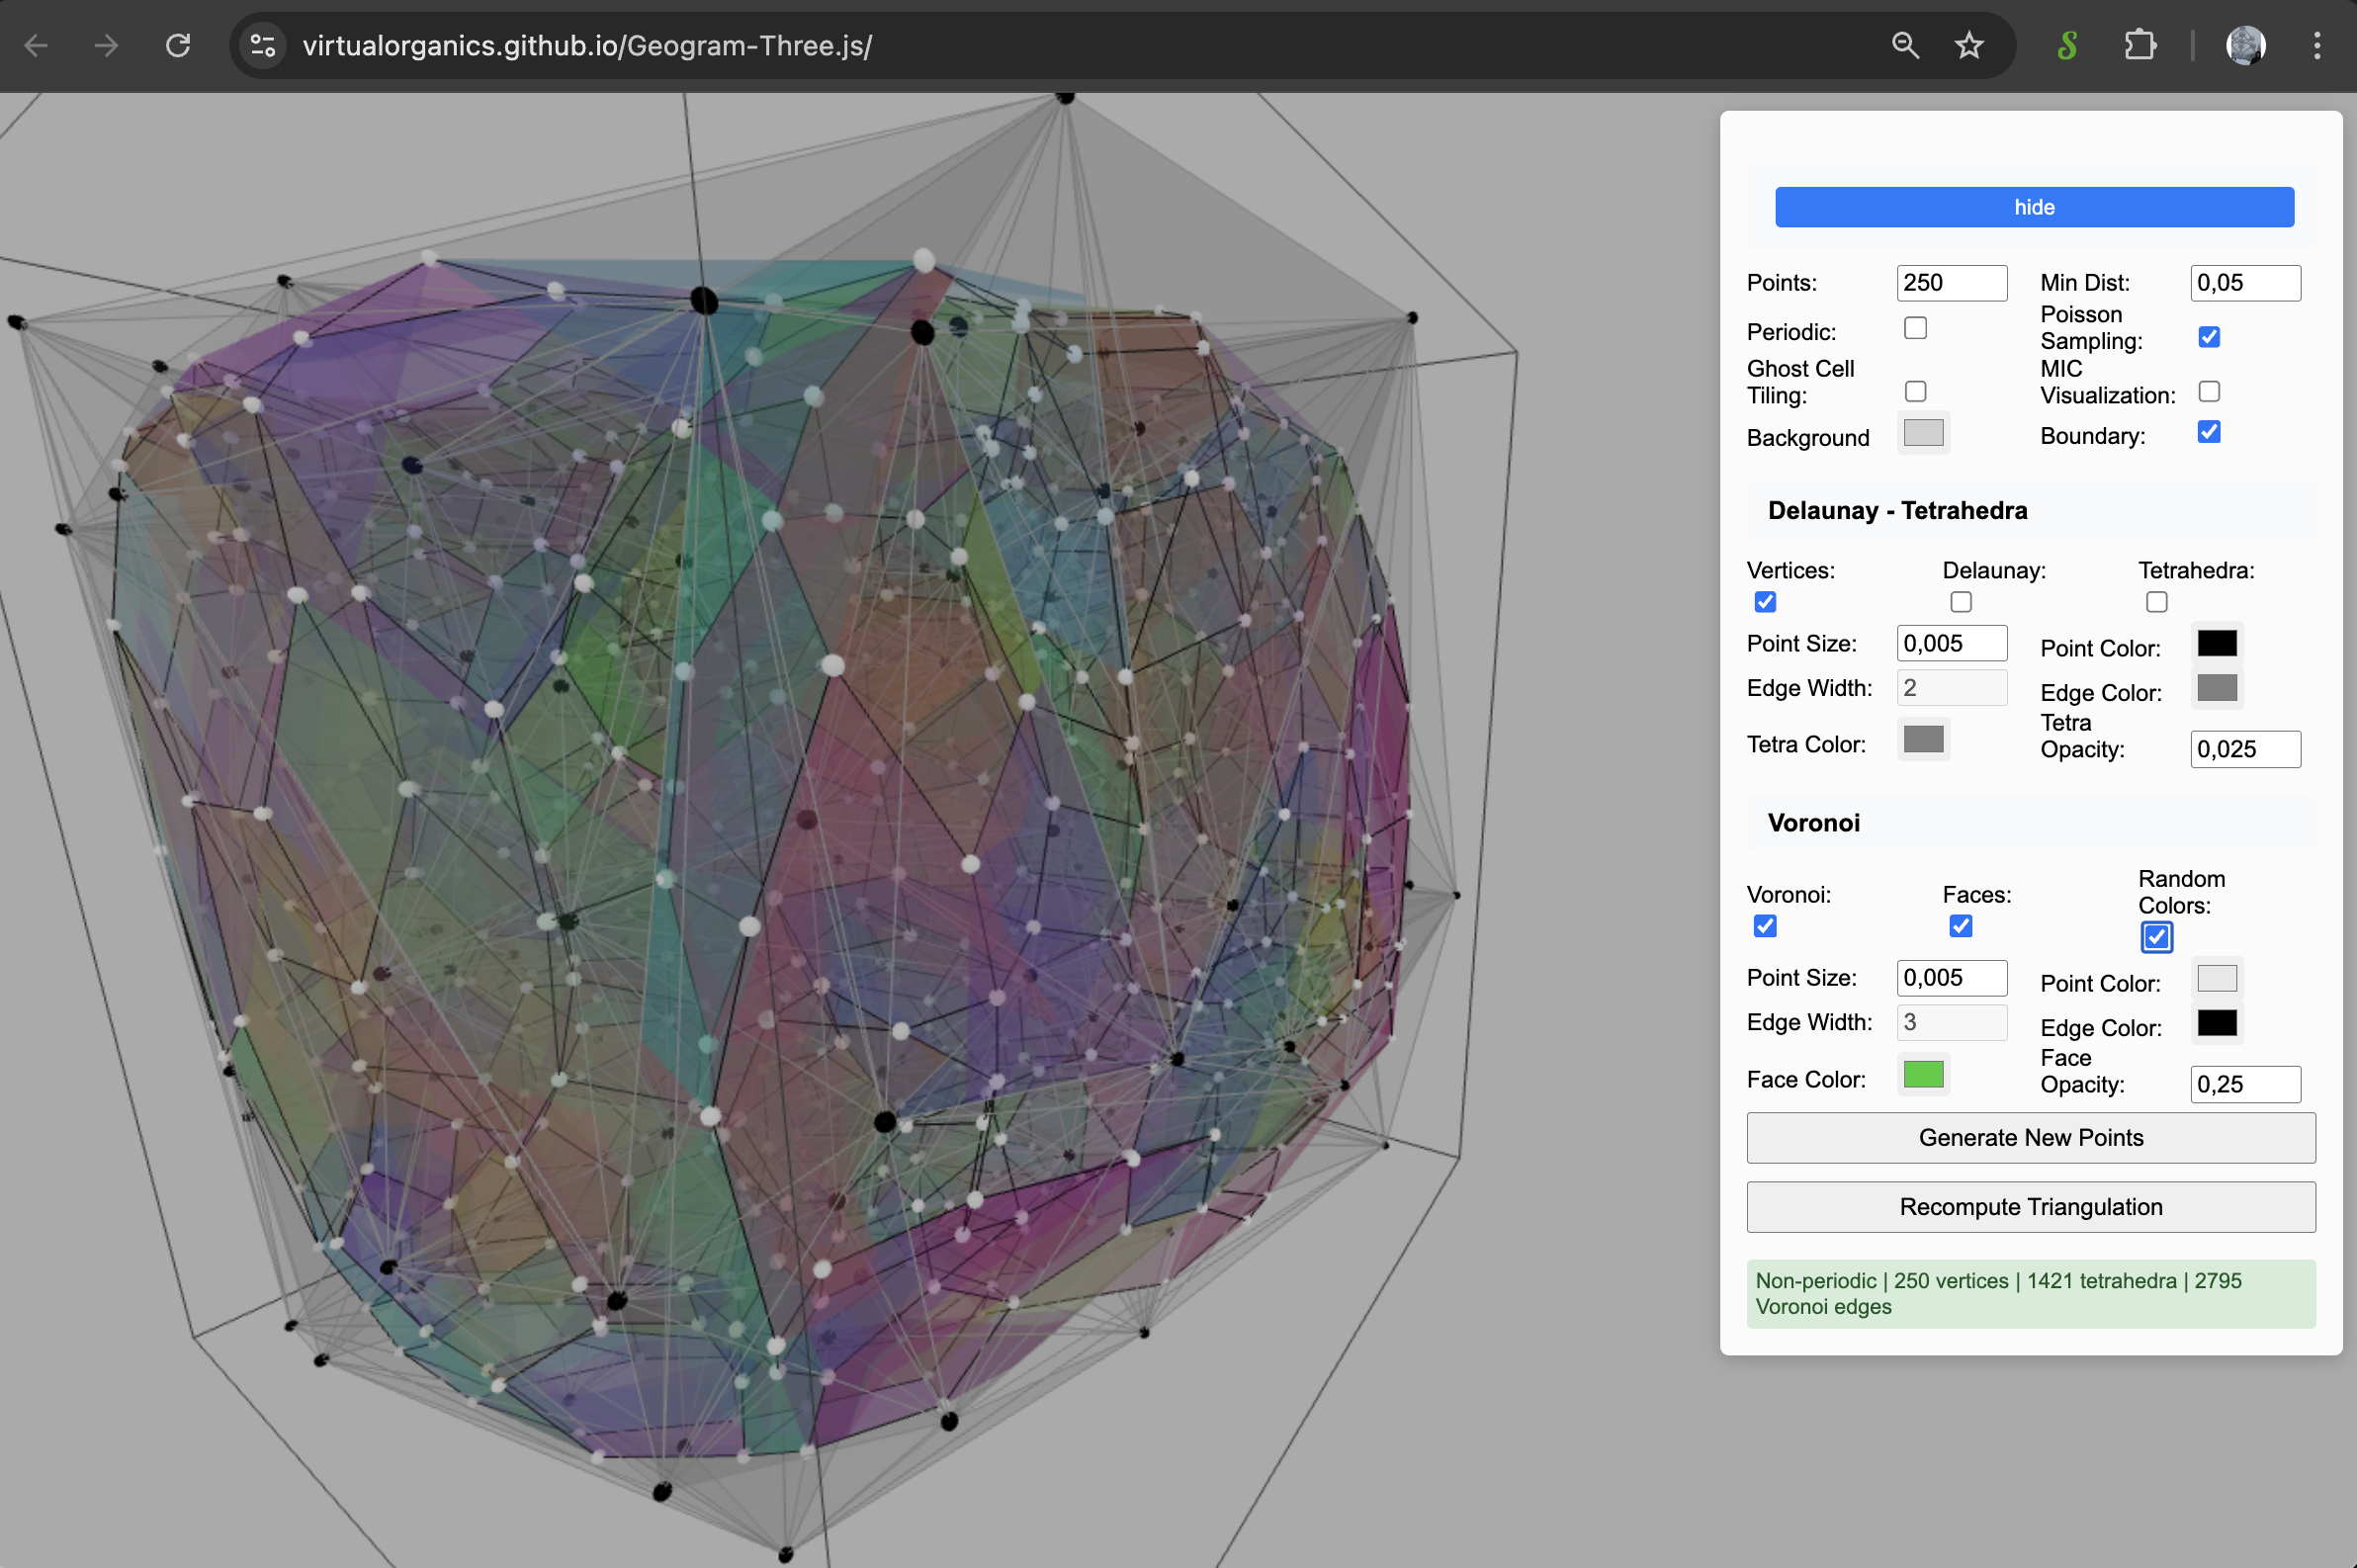 virtualorganics.github.io/Geogram-Three.js/
hide
Points: 250 Min Dist: 0,05
Periodic: Poisson
Sampling:
Ghost Cell
Tiling: MIC
Visualization:
Background Boundary:
Delaunay - Tetrahedra
Vertices: Delaunay: Tetrahedra:
Point Size: 0,005 Point Color:
Edge Width: 2 Edge Color:
Tetra Color: Tetra
Opacity: 0,025
Voronoi
Voronoi: Faces: Random
Colors:
Point Size: 0,005 Point Color:
Edge Width: 3 Edge Color:
Face Color: Face
Opacity: 0,25
Generate New Points
Recompute Triangulation
Non-periodic | 250 vertices | 1421 tetrahedra | 2795
Voronoi edges